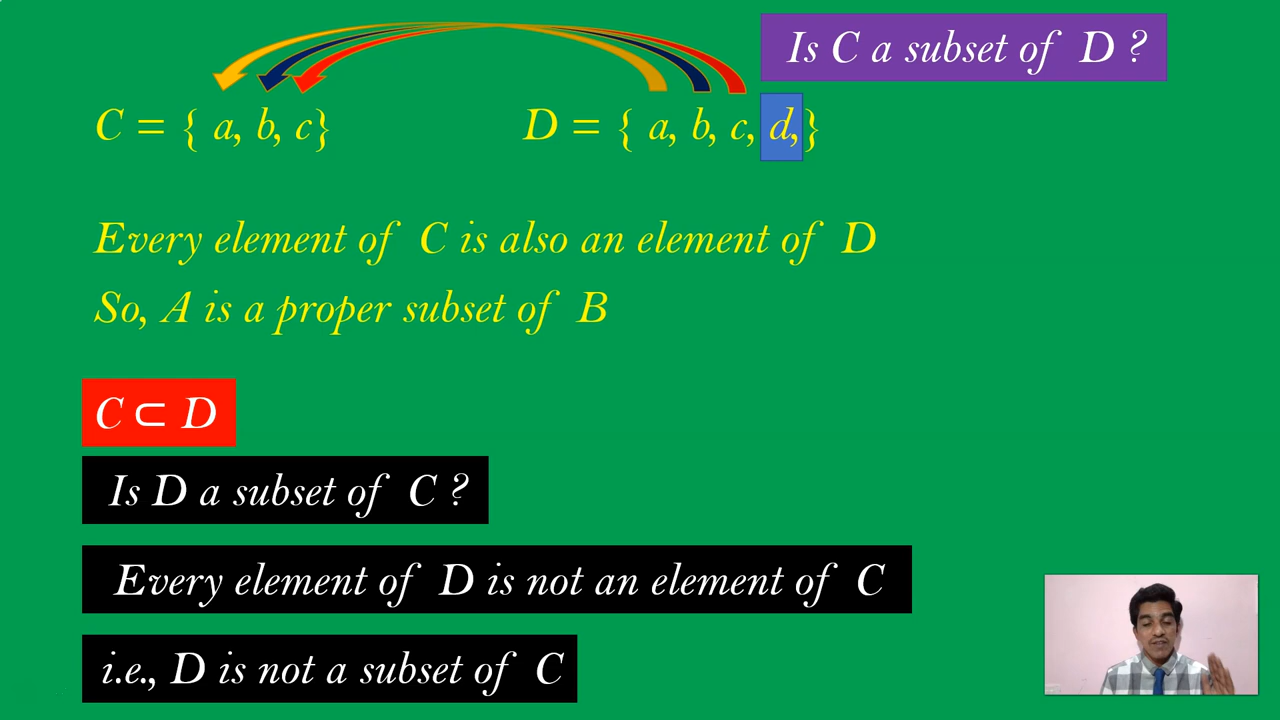 Is C a subset of D ?
C = { a, b, c}
D = { a, b, c, d,}
Every element of C is also an element of D
So, A is a proper subset of B
C ⊂ D
Is D a subset of C ?
Every element of D is not an element of C
i.e., D is not a subset of C